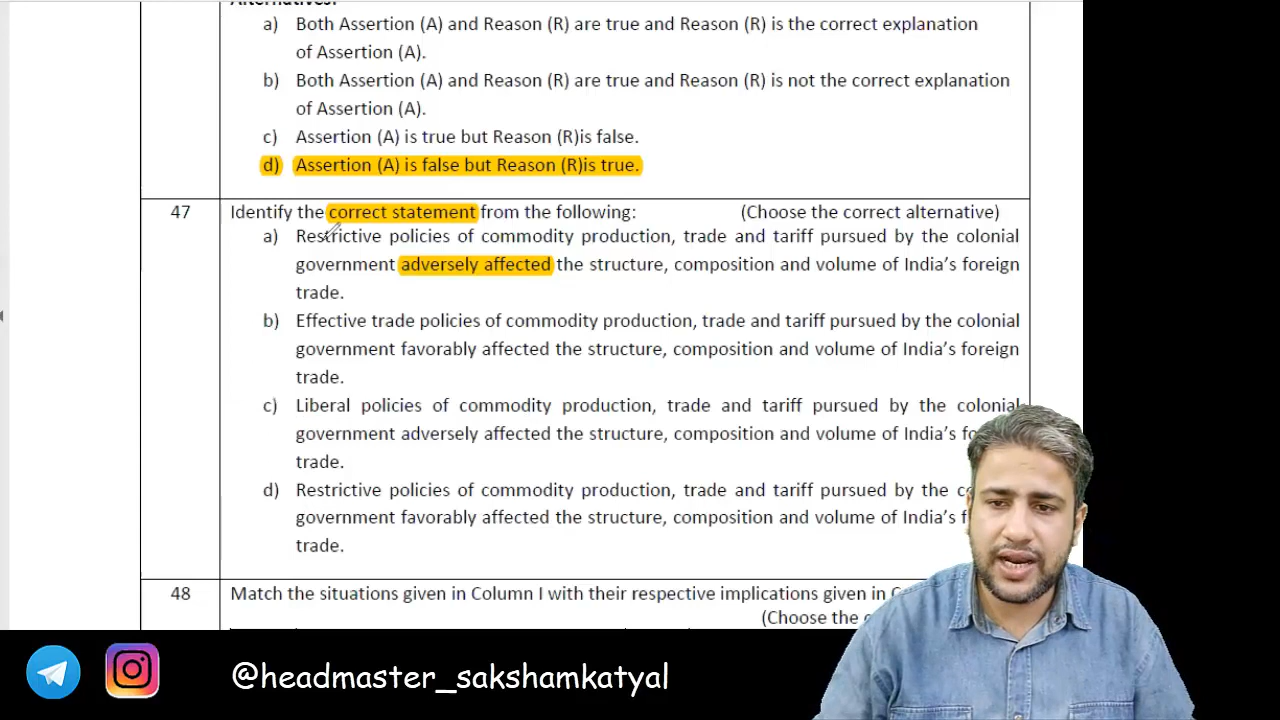 Alternatives:
a) Both Assertion (A) and Reason (R) are true and Reason (R) is the correct explanation
of Assertion (A).
b) Both Assertion (A) and Reason (R) are true and Reason (R) is not the correct explanation
of Assertion (A).
c) Assertion (A) is true but Reason (R)is false.
d) Assertion (A) is false but Reason (R)is true.
47 Identify the correct statement from the following: (Choose the correct alternative)
a) Restrictive policies of commodity production, trade and tariff pursued by the colonial
government adversely affected the structure, composition and volume of India's foreign
trade.
b) Effective trade policies of commodity production, trade and tariff pursued by the colonial
government favorably affected the structure, composition and volume of India's foreign
trade.
c) Liberal policies of commodity production, trade and tariff pursued by the colonial
government adversely affected the structure, composition and volume of India's
trade.
d) Restrictive policies of commodity production, trade and tariff pursued by the
government favorably affected the structure, composition and volume of India's
trade.
48 Match the situations given in Column I with their respective implications given in
(Choose the
@headmaster_sakshamkatyal